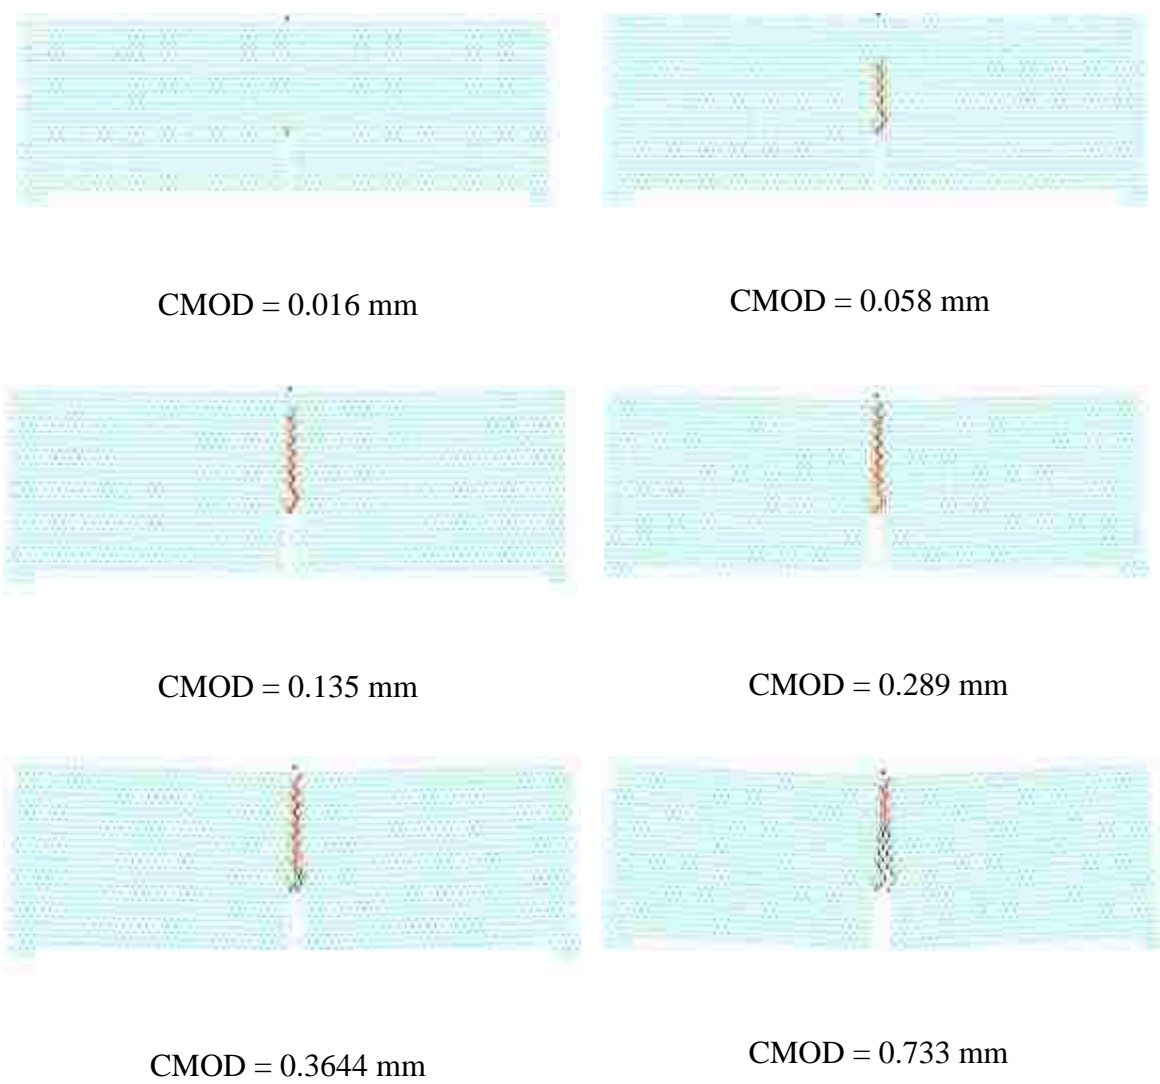 CMOD = 0.016 mm
CMOD = 0.058 mm
CMOD = 0.135 mm
CMOD = 0.289 mm
CMOD = 0.3644 mm
CMOD = 0.733 mm